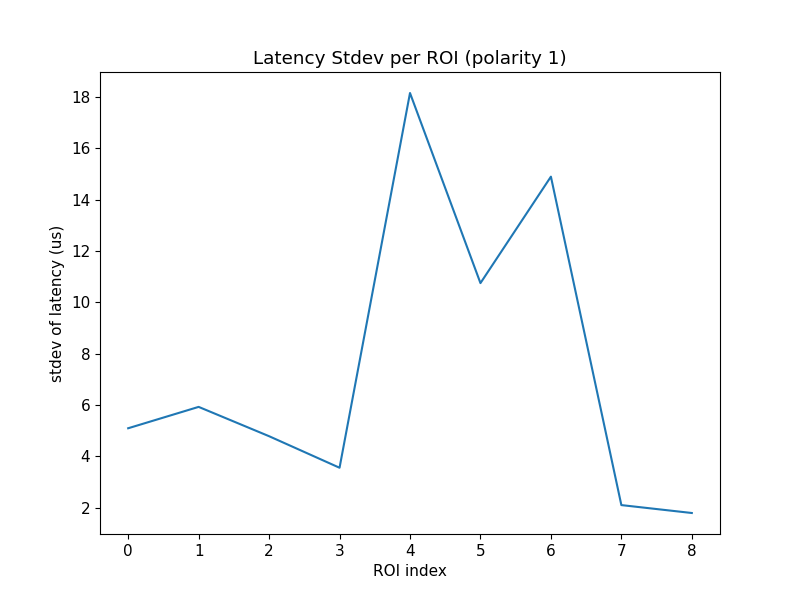 Latency Stdev per ROI (polarity 1)
stdev of latency (us)
18
16
14
12
10
8
6
4
2
0 1 2 3 4 5 6 7 8
ROI index